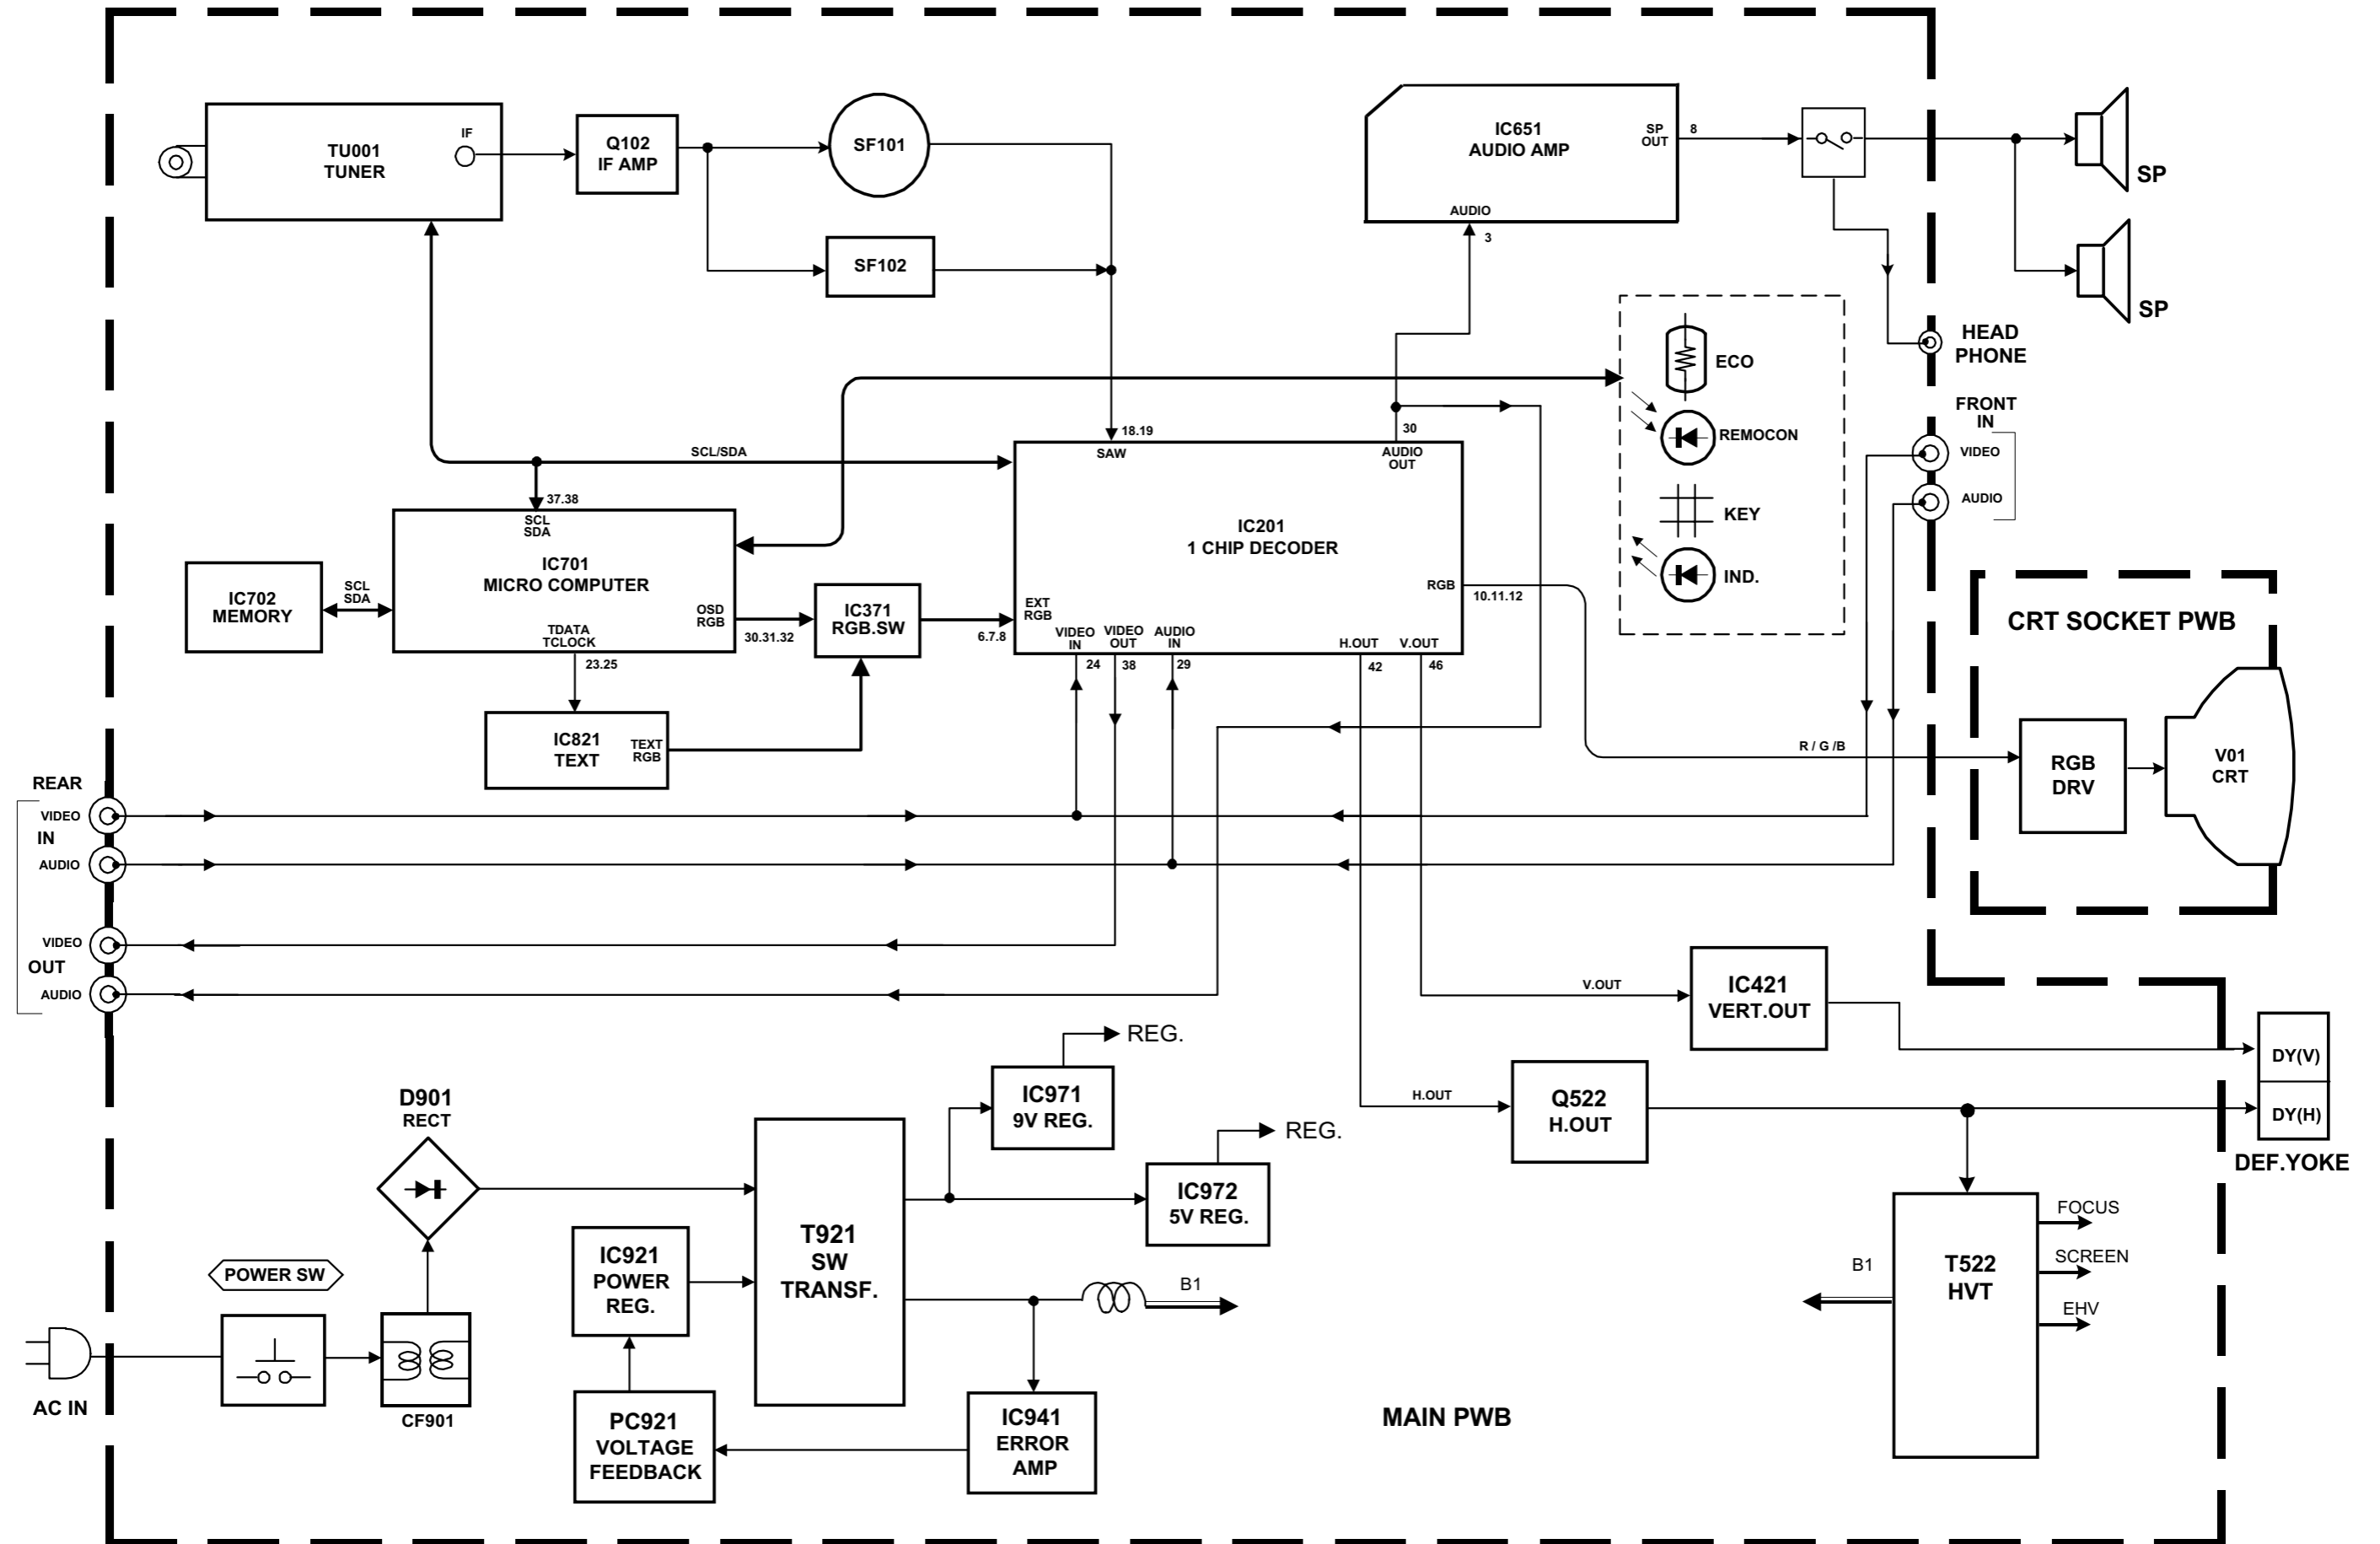 TU001
TUNER
IF
Q102
IF AMP
SF101
SF102
IC651
AUDIO AMP
SP
OUT
8
AUDIO
3
SP
SP
HEAD
PHONE
FRONT
IN
VIDEO
AUDIO
ECO
REMOCON
KEY
IND.
SCL/SDA
18.19
SAW
30
AUDIO
OUT
IC201
1 CHIP DECODER
RGB
10.11.12
EXT
RGB
6.7.8
VIDEO
IN
24
VIDEO
OUT
38
AUDIO
IN
29
H.OUT
42
V.OUT
46
37.38
SCL
SDA
IC701
MICRO COMPUTER
OSD
RGB
30.31.32
TDATA
TCLOCK
23.25
IC702
MEMORY
SCL
SDA
IC371
RGB.SW
IC821
TEXT
TEXT
RGB
CRT SOCKET PWB
R / G /B
RGB
DRV
V01
CRT
REAR
VIDEO
IN
AUDIO
VIDEO
OUT
AUDIO
V.OUT
IC421
VERT.OUT
H.OUT
Q522
H.OUT
DY(V)
DY(H)
DEF.YOKE
T522
HVT
FOCUS
SCREEN
EHV
B1
REG.
IC971
9V REG.
REG.
IC972
5V REG.
D901
RECT
T921
SW
TRANSF.
IC921
POWER
REG.
B1
POWER SW
AC IN
CF901
PC921
VOLTAGE
FEEDBACK
IC941
ERROR
AMP
MAIN PWB